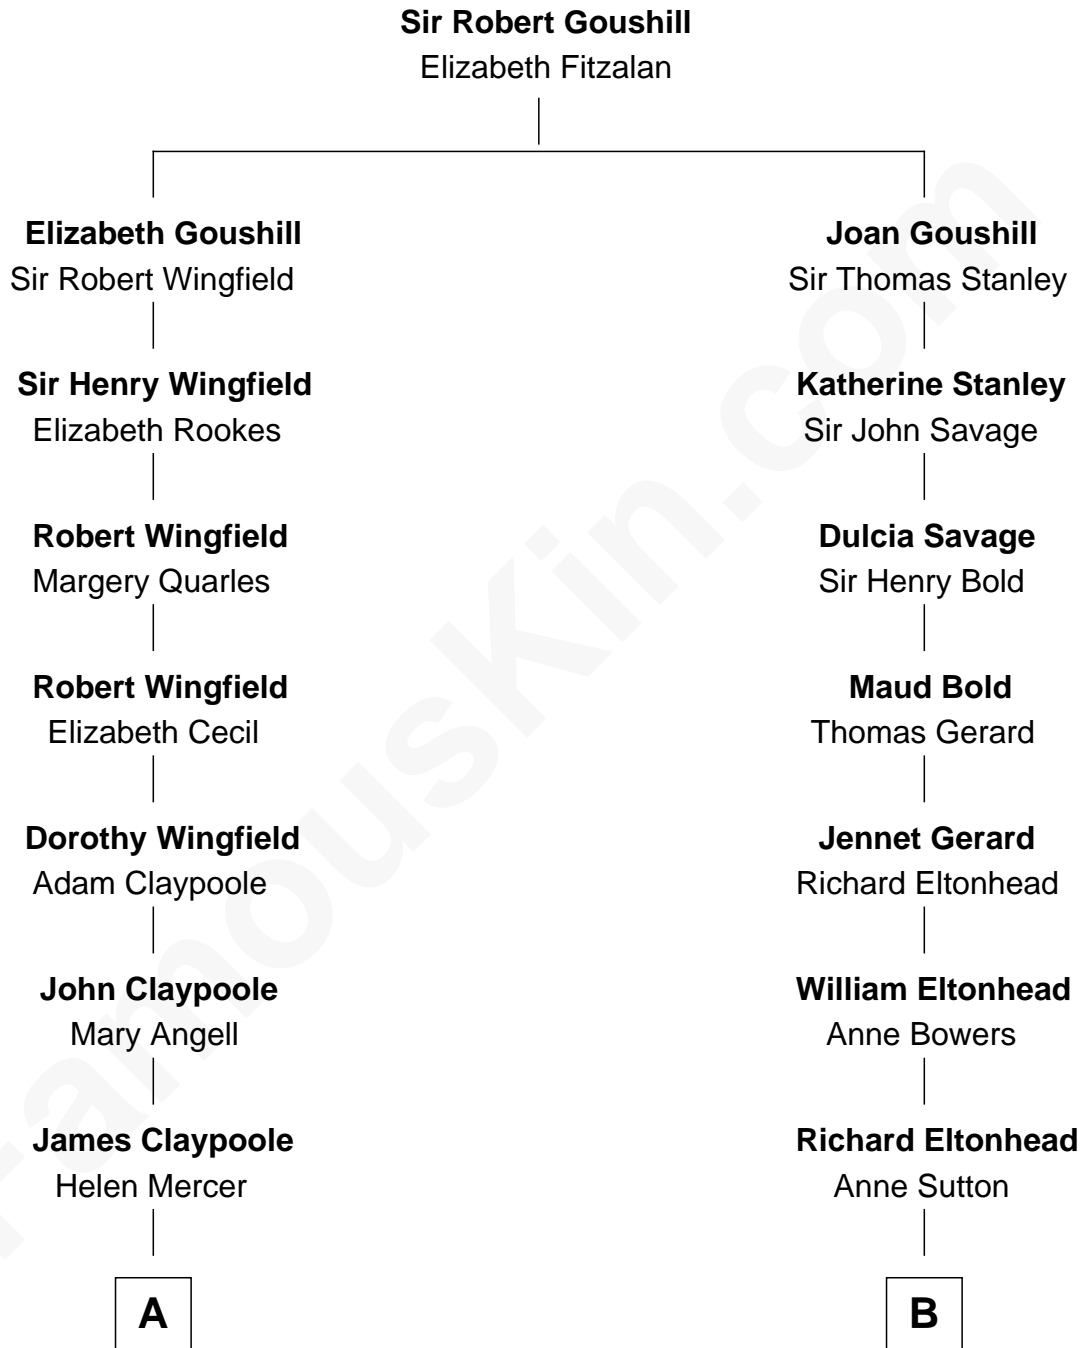 Sir Robert Goushill
Elizabeth Fitzalan
Elizabeth Goushill
Sir Robert Wingfield
Joan Goushill
Sir Thomas Stanley
Sir Henry Wingfield
Elizabeth Rookes
Katherine Stanley
Sir John Savage
Robert Wingfield
Margery Quarles
Dulcia Savage
Sir Henry Bold
Robert Wingfield
Elizabeth Cecil
Maud Bold
Thomas Gerard
Dorothy Wingfield
Adam Claypoole
Jennet Gerard
Richard Eltonhead
John Claypoole
Mary Angell
William Eltonhead
Anne Bowers
James Claypoole
Helen Mercer
Richard Eltonhead
Anne Sutton
A
B
FamousKin.com